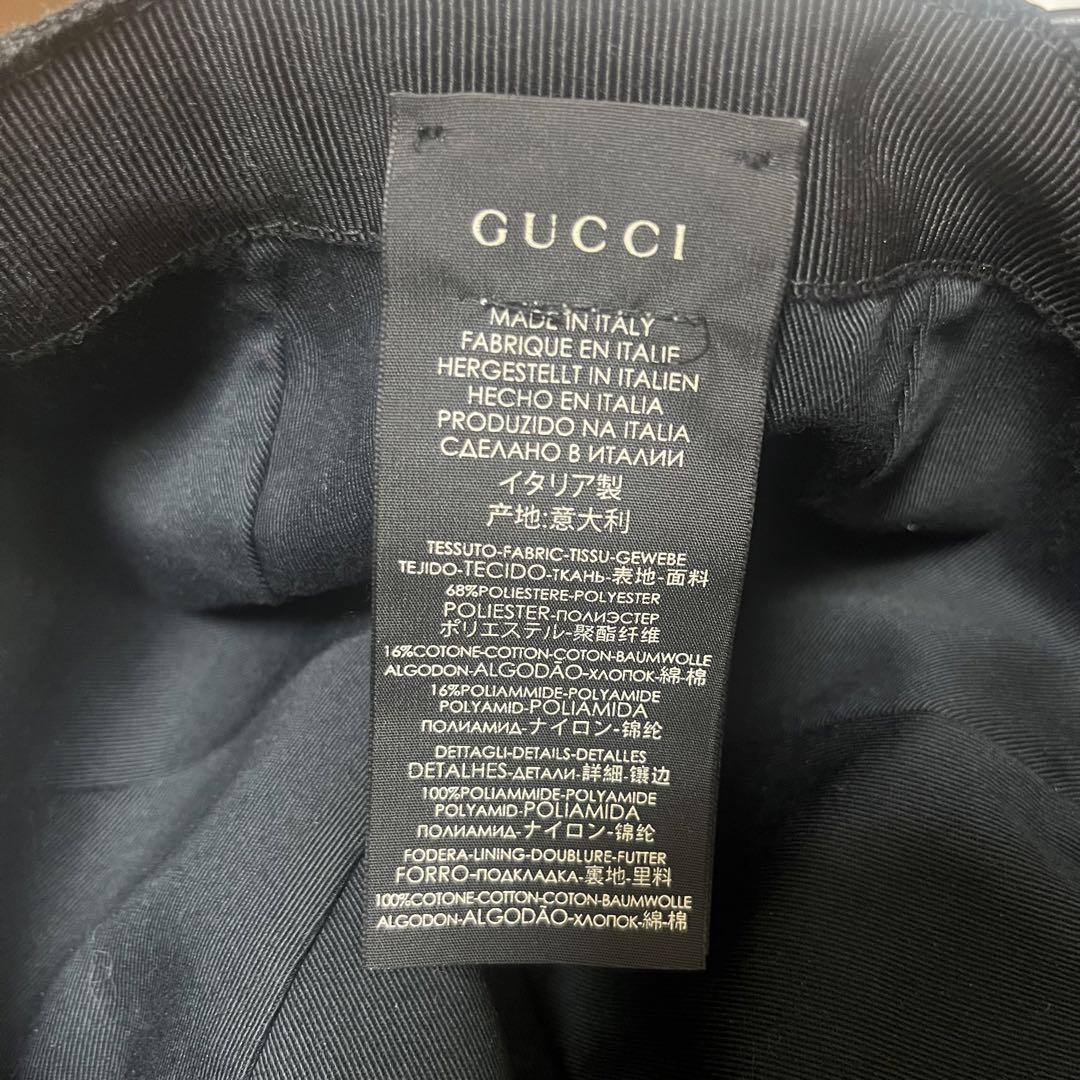 GUCCI
MADE IN ITALY
FABRIQUE EN ITALIE
HERGESTELLT IN ITALIEN
HECHO EN ITALIA
PRODUZIDO NA ITALIA
СДЕЛАНО В ИТАЛИИ
イタリア製
产地:意大利
TESSUTO-FABRIC-TISSU-GEWEBE
TEJIDO-TECIDO-ТКАНЬ-表地-面料
68%POLIESTERE-POLYESTER
POLIESTER-ПОЛИЭСТЕР
ポリエステル-聚酯纤维
16%COTONE-COTTON-COTON-BAUMWOLLE
ALGODON-ALGODÃO-ХЛОПОК-綿-棉
16%POLIAMMIDE-POLYAMIDE
POLYAMID-POLIAMIDA
ПОЛИАМИД-ナイロン-锦纶
DETTAGLI-DETAILS-DETALLES
DETALHES-ДЕТАЛИ-詳細-镶边
100%POLIAMMIDE-POLYAMIDE
POLYAMID-POLIAMIDA
ПОЛИАМИД-ナイロン-锦纶
FODERA-LINING-DOUBLURE-FUTTER
FORRO-ПОДКЛАДКА-裏地-里料
100%COTONE-COTTON-COTON-BAUMWOLLE
ALGODON-ALGODÃO-ХЛОПОК-綿-棉